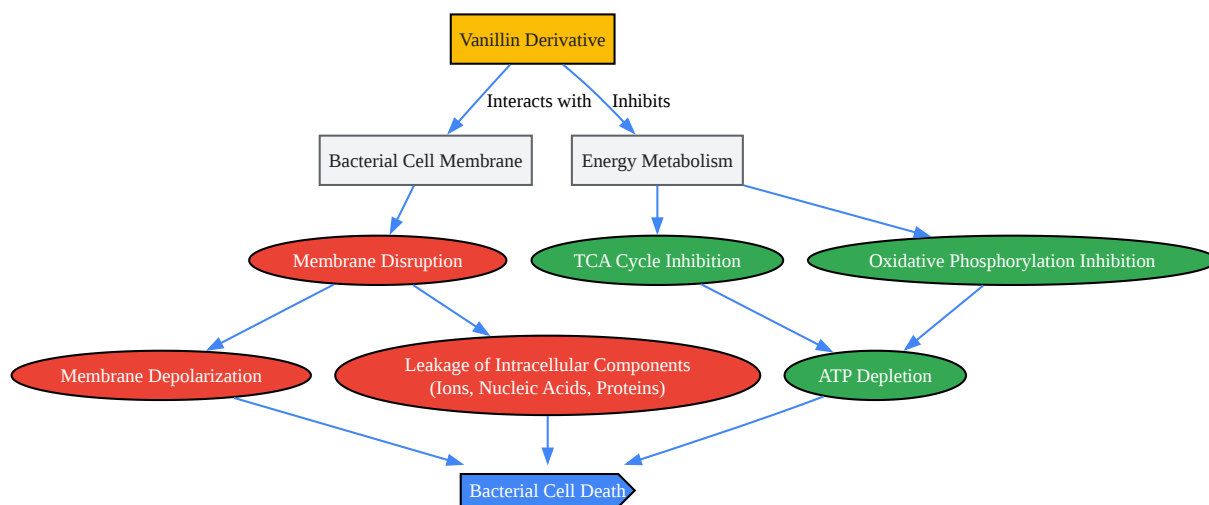 Vanillin Derivative
Interacts with
Inhibits
Bacterial Cell Membrane
Energy Metabolism
Membrane Disruption
TCA Cycle Inhibition
Oxidative Phosphorylation Inhibition
Membrane Depolarization
Leakage of Intracellular Components
(Ions, Nucleic Acids, Proteins)
ATP Depletion
Bacterial Cell Death